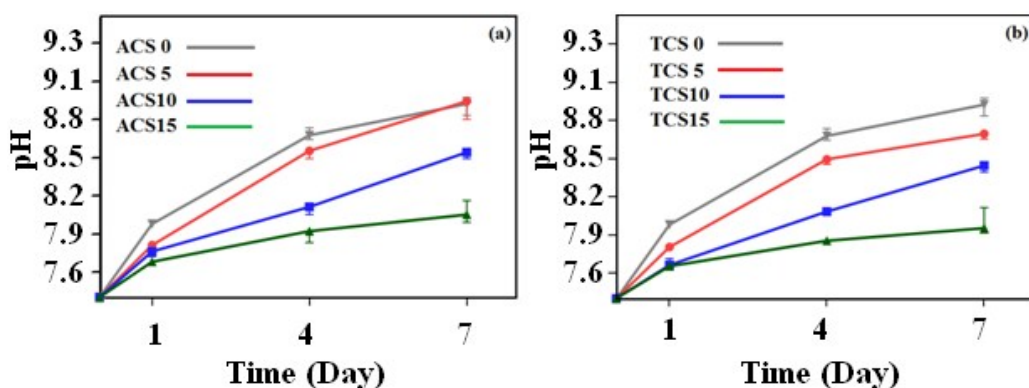 (a)
ACS 0
ACS 5
ACS10
ACS15
9.3
9.1
8.8
8.5
8.2
7.9
7.6
pH
1 4 7
Time (Day)
(b)
TCS 0
TCS 5
TCS10
TCS15
9.3
9.1
8.8
8.5
8.2
7.9
7.6
pH
1 4 7
Time (Day)